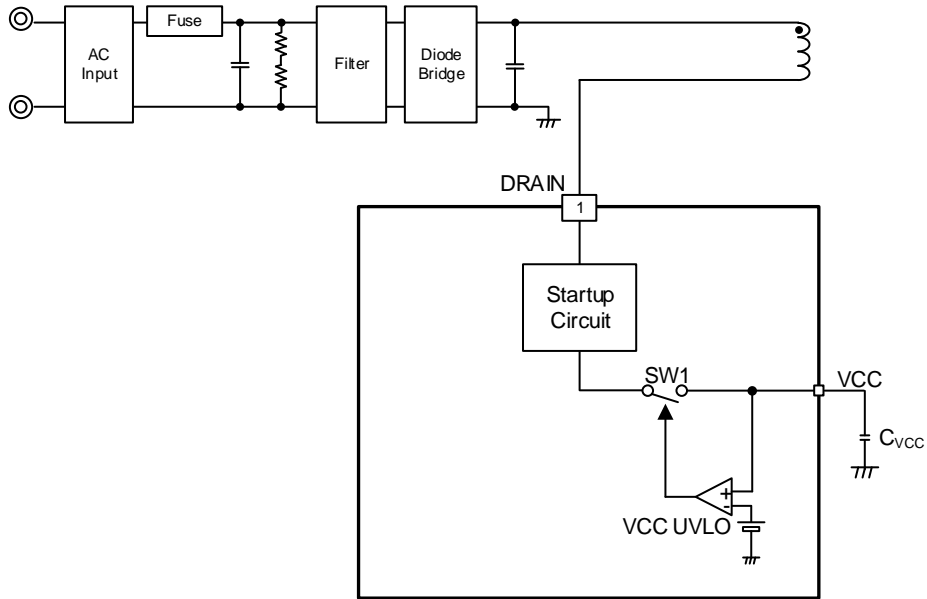 Fuse
AC
Input
Filter
Diode
Bridge
DRAIN
1
Startup
Circuit
SW1
VCC
CVCC
+
-
VCC UVLO